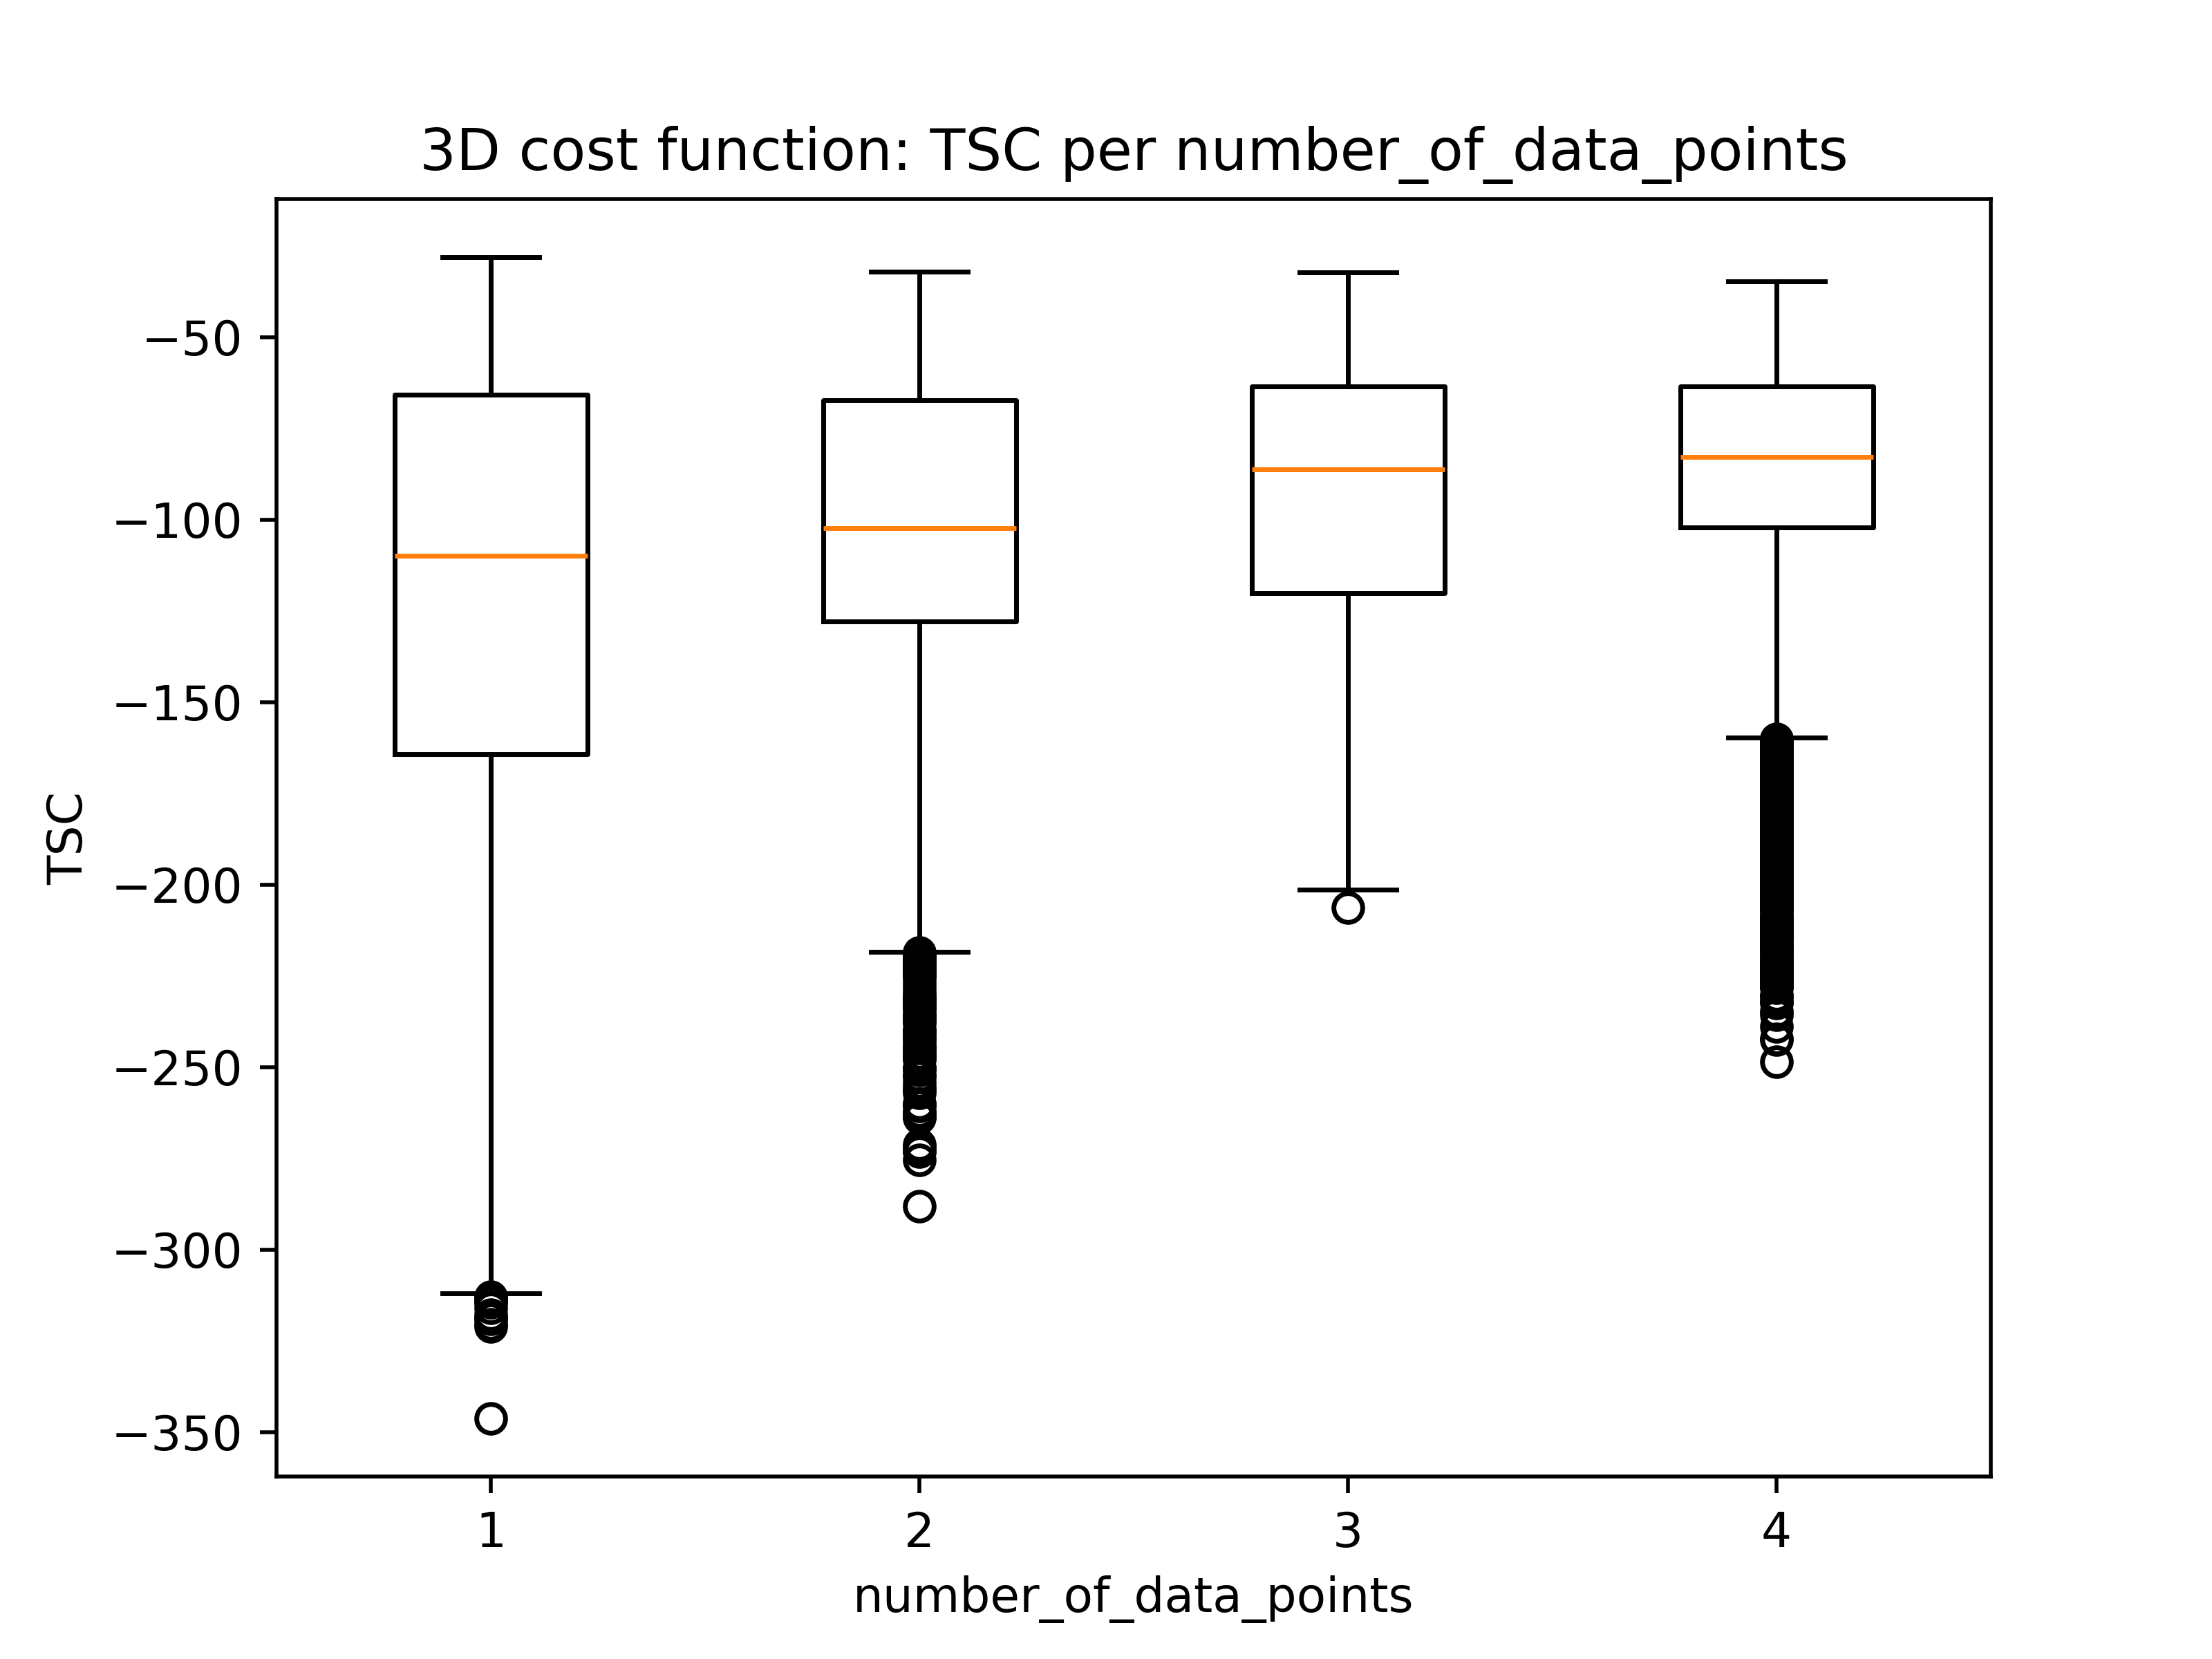 3D cost function: TSC per number_of_data_points
−50
−100
−150
−200
−250
−300
−350
TSC
1 2 3 4
number_of_data_points